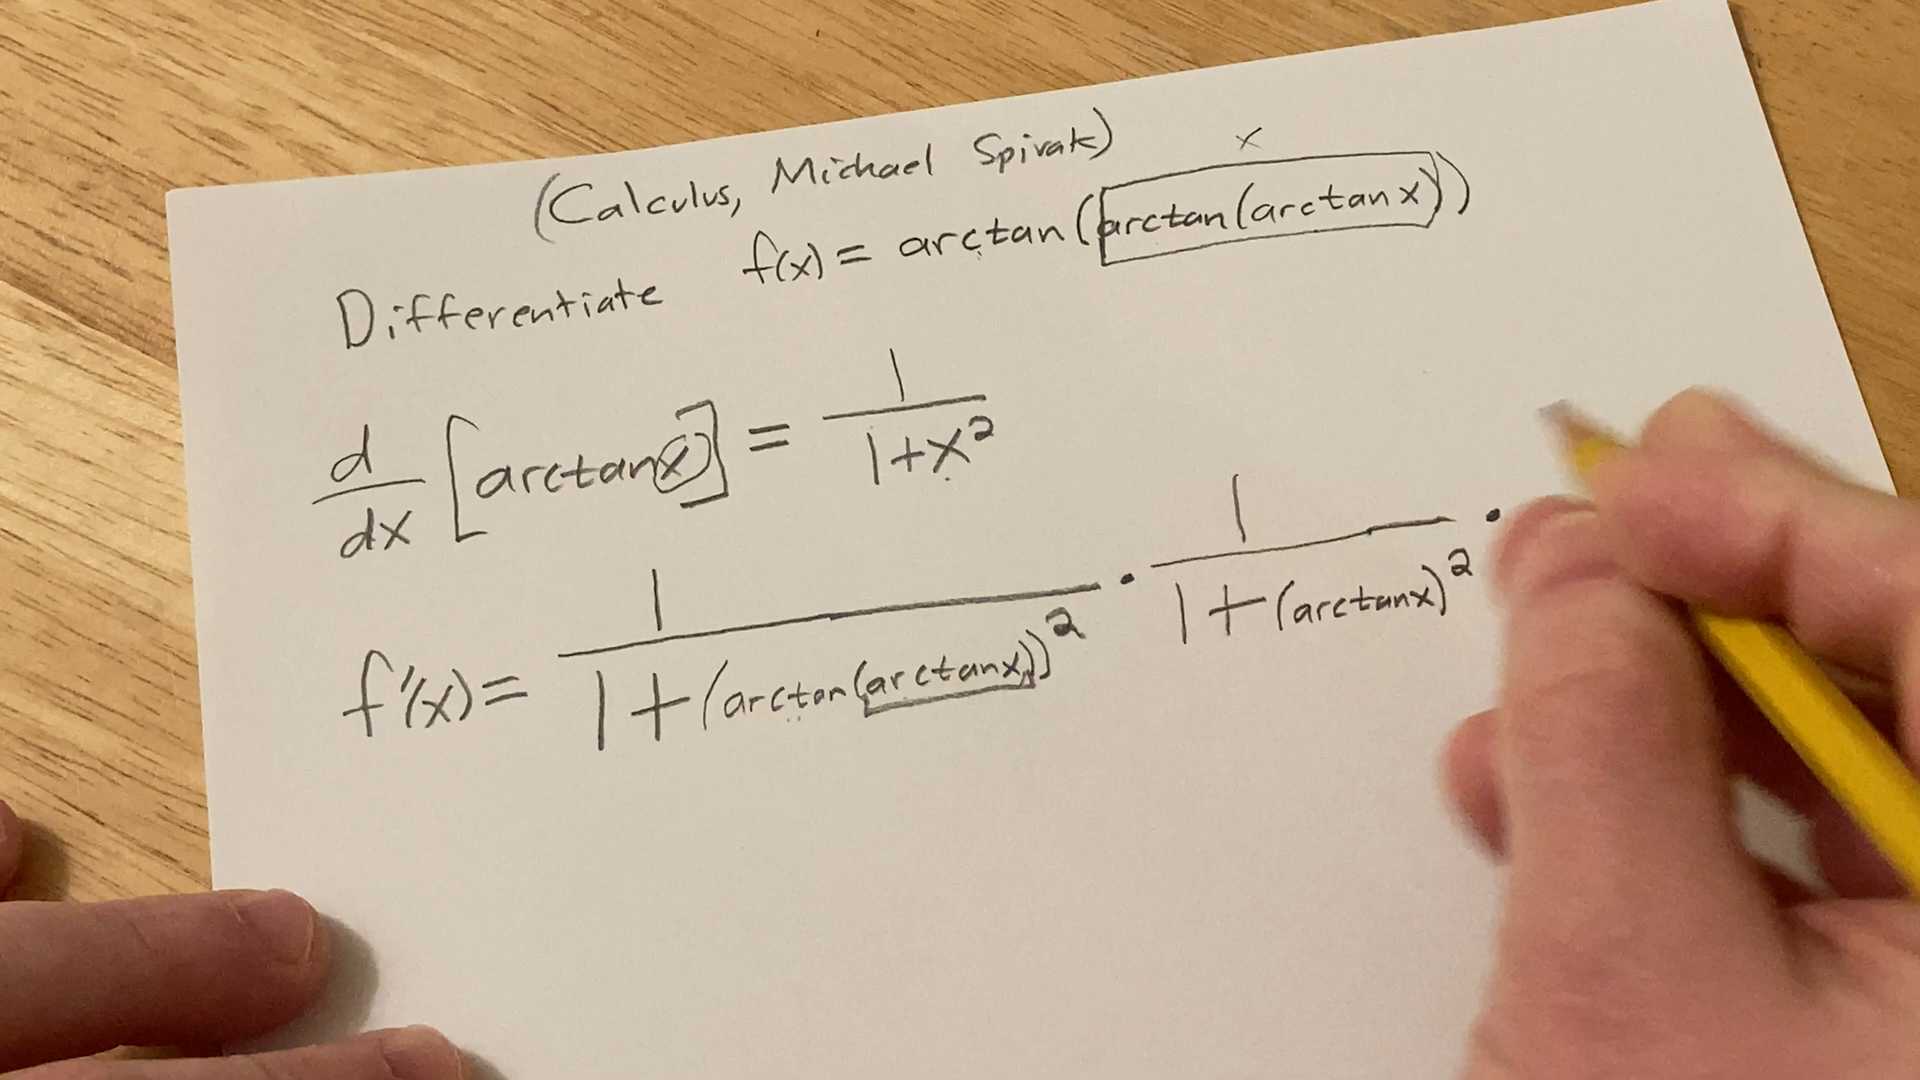 (Calculus, Michael Spivak)
x
Differentiate f(x) = arctan(arctan(arctan x))
d/dx [arctan x] = 1/(1+x²)
f'(x) = 1/(1+(arctan(arctan x))²) · 1/(1+(arctan x)²) ·